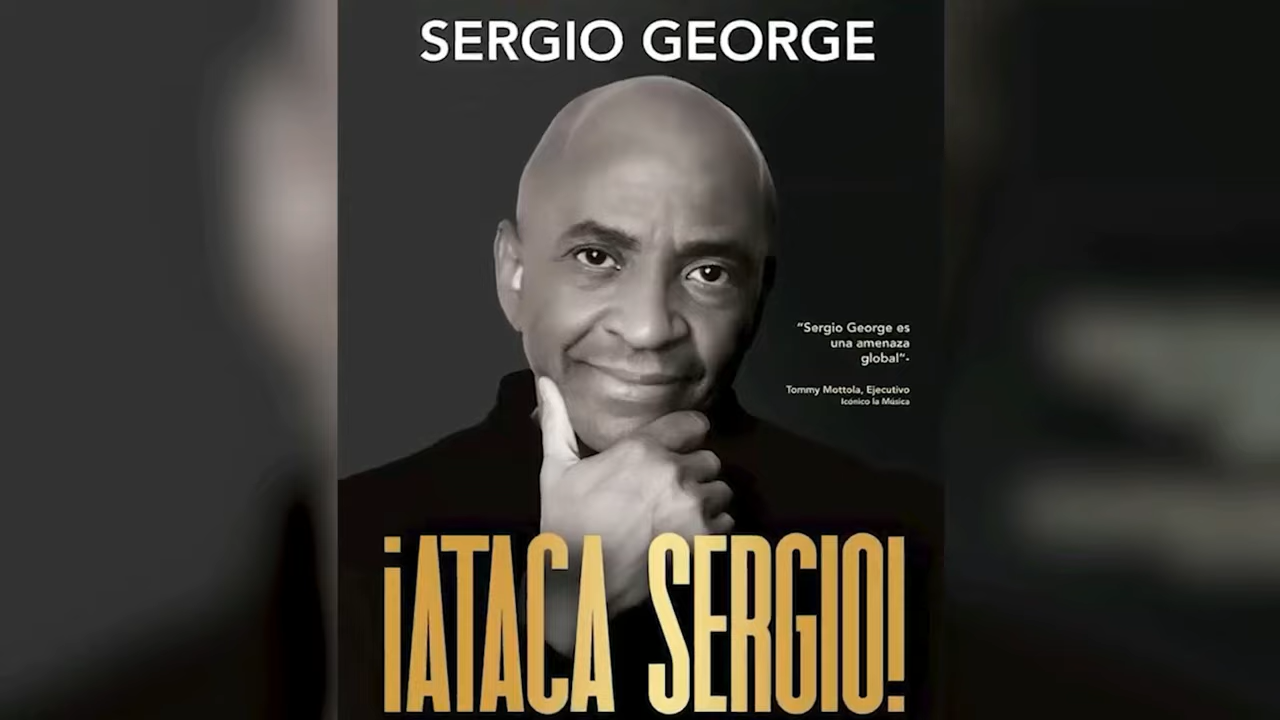 SERGIO GEORGE
“Sergio George es
una amenaza
global“-
Tommy Mottola, Ejecutivo
Icónico la Música
¡ATACA SERGIO!